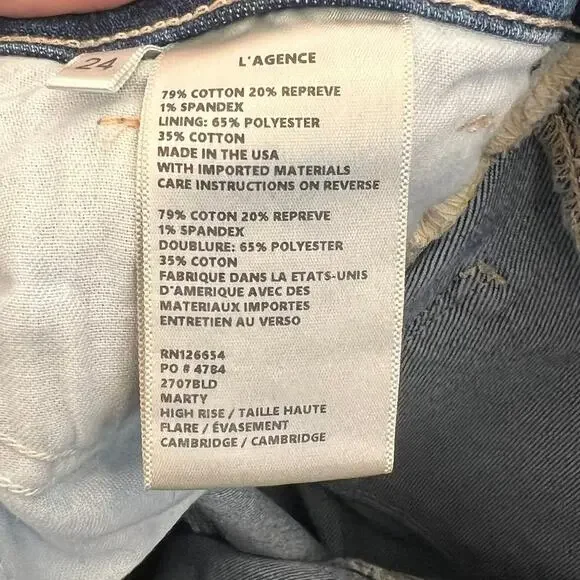 24
L'AGENCE
79% COTTON 20% REPREVE
1% SPANDEX
LINING: 65% POLYESTER
35% COTTON
MADE IN THE USA
WITH IMPORTED MATERIALS
CARE INSTRUCTIONS ON REVERSE
79% COTON 20% REPREVE
1% SPANDEX
DOUBLURE: 65% POLYESTER
35% COTON
FABRIQUE DANS LA ETATS-UNIS
D'AMERIQUE AVEC DES
MATERIAUX IMPORTES
ENTRETIEN AU VERSO
RN126654
PO # 4784
2707BLD
MARTY
HIGH RISE / TAILLE HAUTE
FLARE / ÉVASEMENT
CAMBRIDGE / CAMBRIDGE